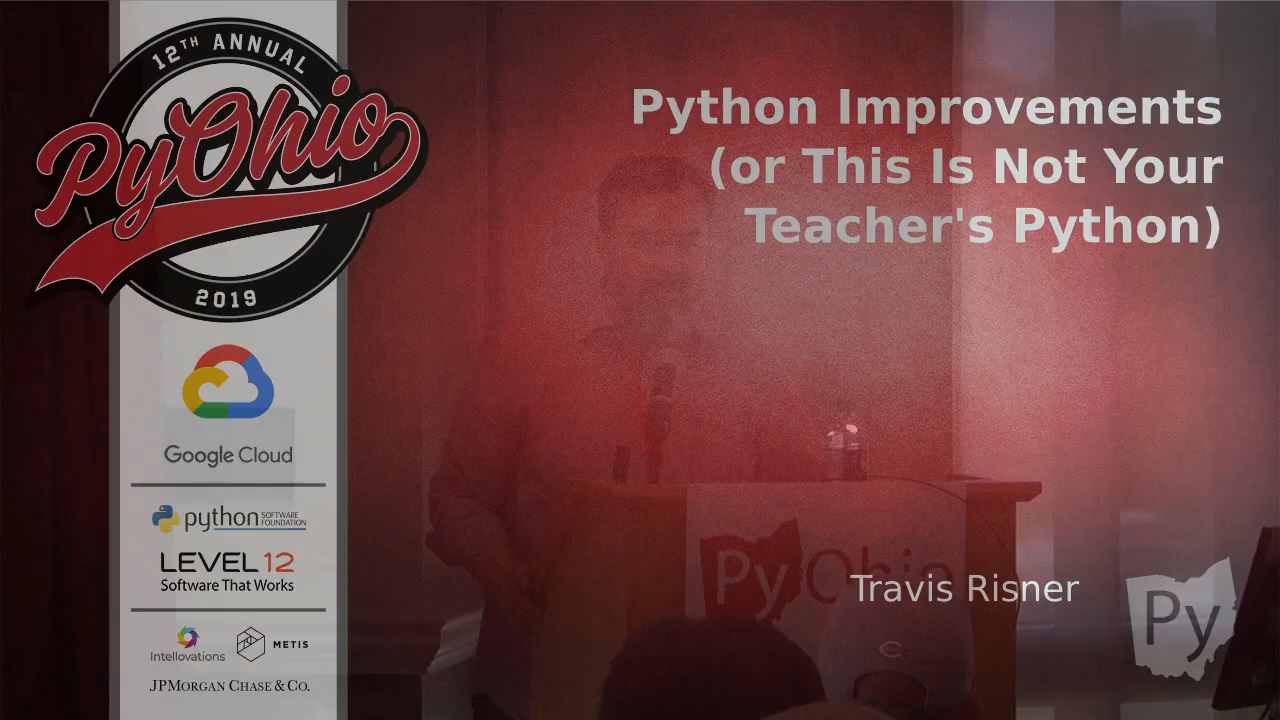 12TH ANNUAL
PyOhio
2019
Google Cloud
python SOFTWARE FOUNDATION
LEVEL 12
Software That Works
Intellovations
METIS
JPMORGAN CHASE & CO.
Python Improvements
(or This Is Not Your
Teacher's Python)
PyOhio
Travis Risner
Py